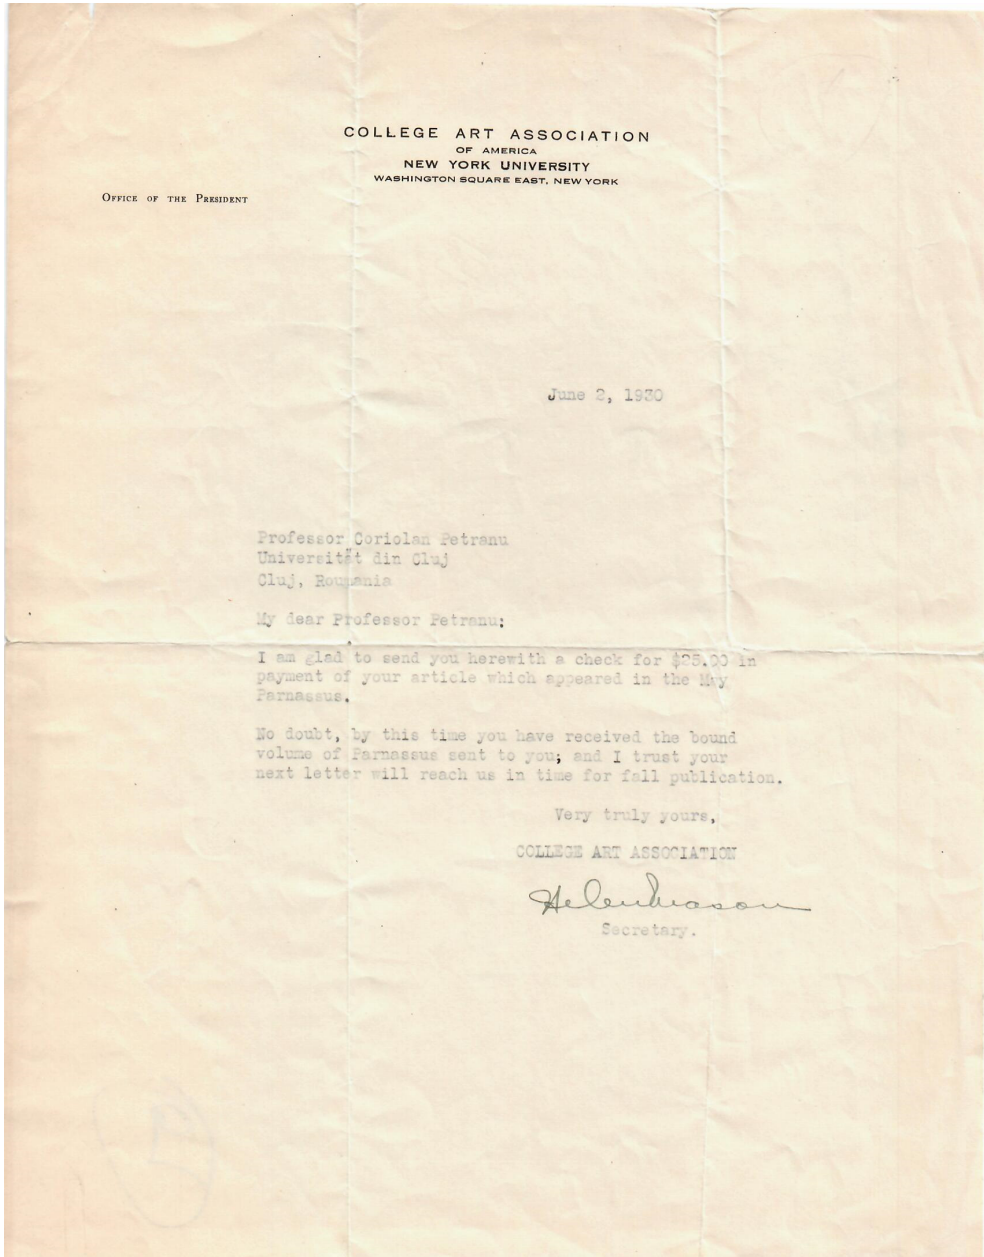 COLLEGE ART ASSOCIATION
OF AMERICA
NEW YORK UNIVERSITY
WASHINGTON SQUARE EAST, NEW YORK
OFFICE OF THE PRESIDENT
June 2, 1930
Professor Coriolan Petranu
Universität din Cluj
Cluj, Roumania
My dear Professor Petranu:
I am glad to send you herewith a check for $25.00 in
payment of your article which appeared in the May
Parnassus.
No doubt, by this time you have received the bound
volume of Parnassus sent to you; and I trust your
next letter will reach us in time for fall publication.
Very truly yours,
COLLEGE ART ASSOCIATION
Helen Mason
Secretary.